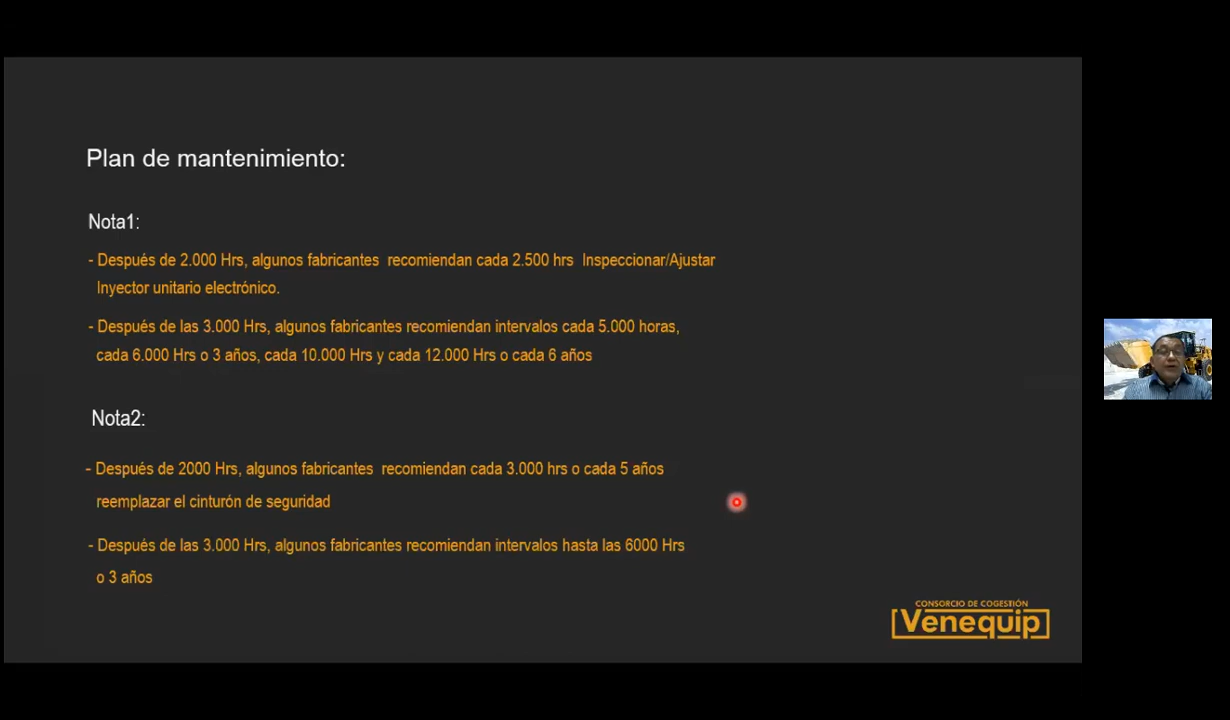 Plan de mantenimiento:
Nota1:
- Después de 2.000 Hrs, algunos fabricantes recomiendan cada 2.500 hrs Inspeccionar/Ajustar
Inyector unitario electrónico.
- Después de las 3.000 Hrs, algunos fabricantes recomiendan intervalos cada 5.000 horas,
cada 6.000 Hrs o 3 años, cada 10.000 Hrs y cada 12.000 Hrs o cada 6 años
Nota2:
- Después de 2000 Hrs, algunos fabricantes recomiendan cada 3.000 hrs o cada 5 años
reemplazar el cinturón de seguridad
- Después de las 3.000 Hrs, algunos fabricantes recomiendan intervalos hasta las 6000 Hrs
o 3 años
CONSORCIO DE COGESTIÓN
Venequip